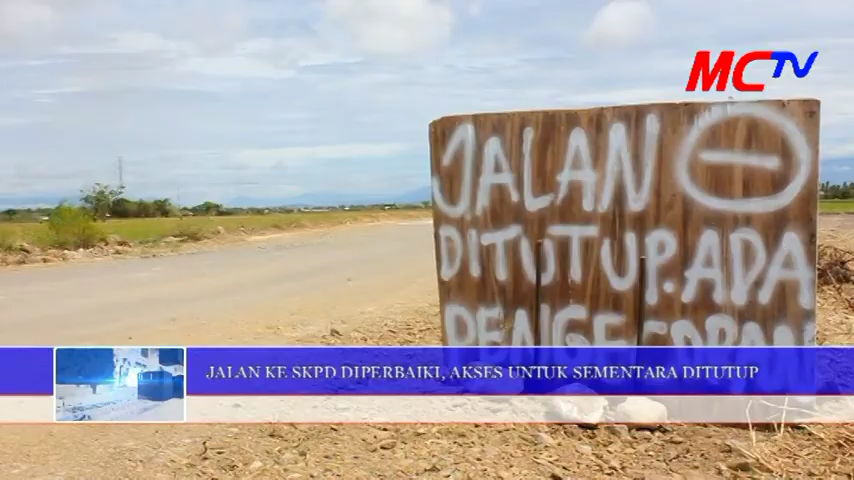 MCTV
JALAN
DITUTUP. ADA
JALAN KE SKPD DIPERBAIKI, AKSES UNTUK SEMENTARA DITUTUP